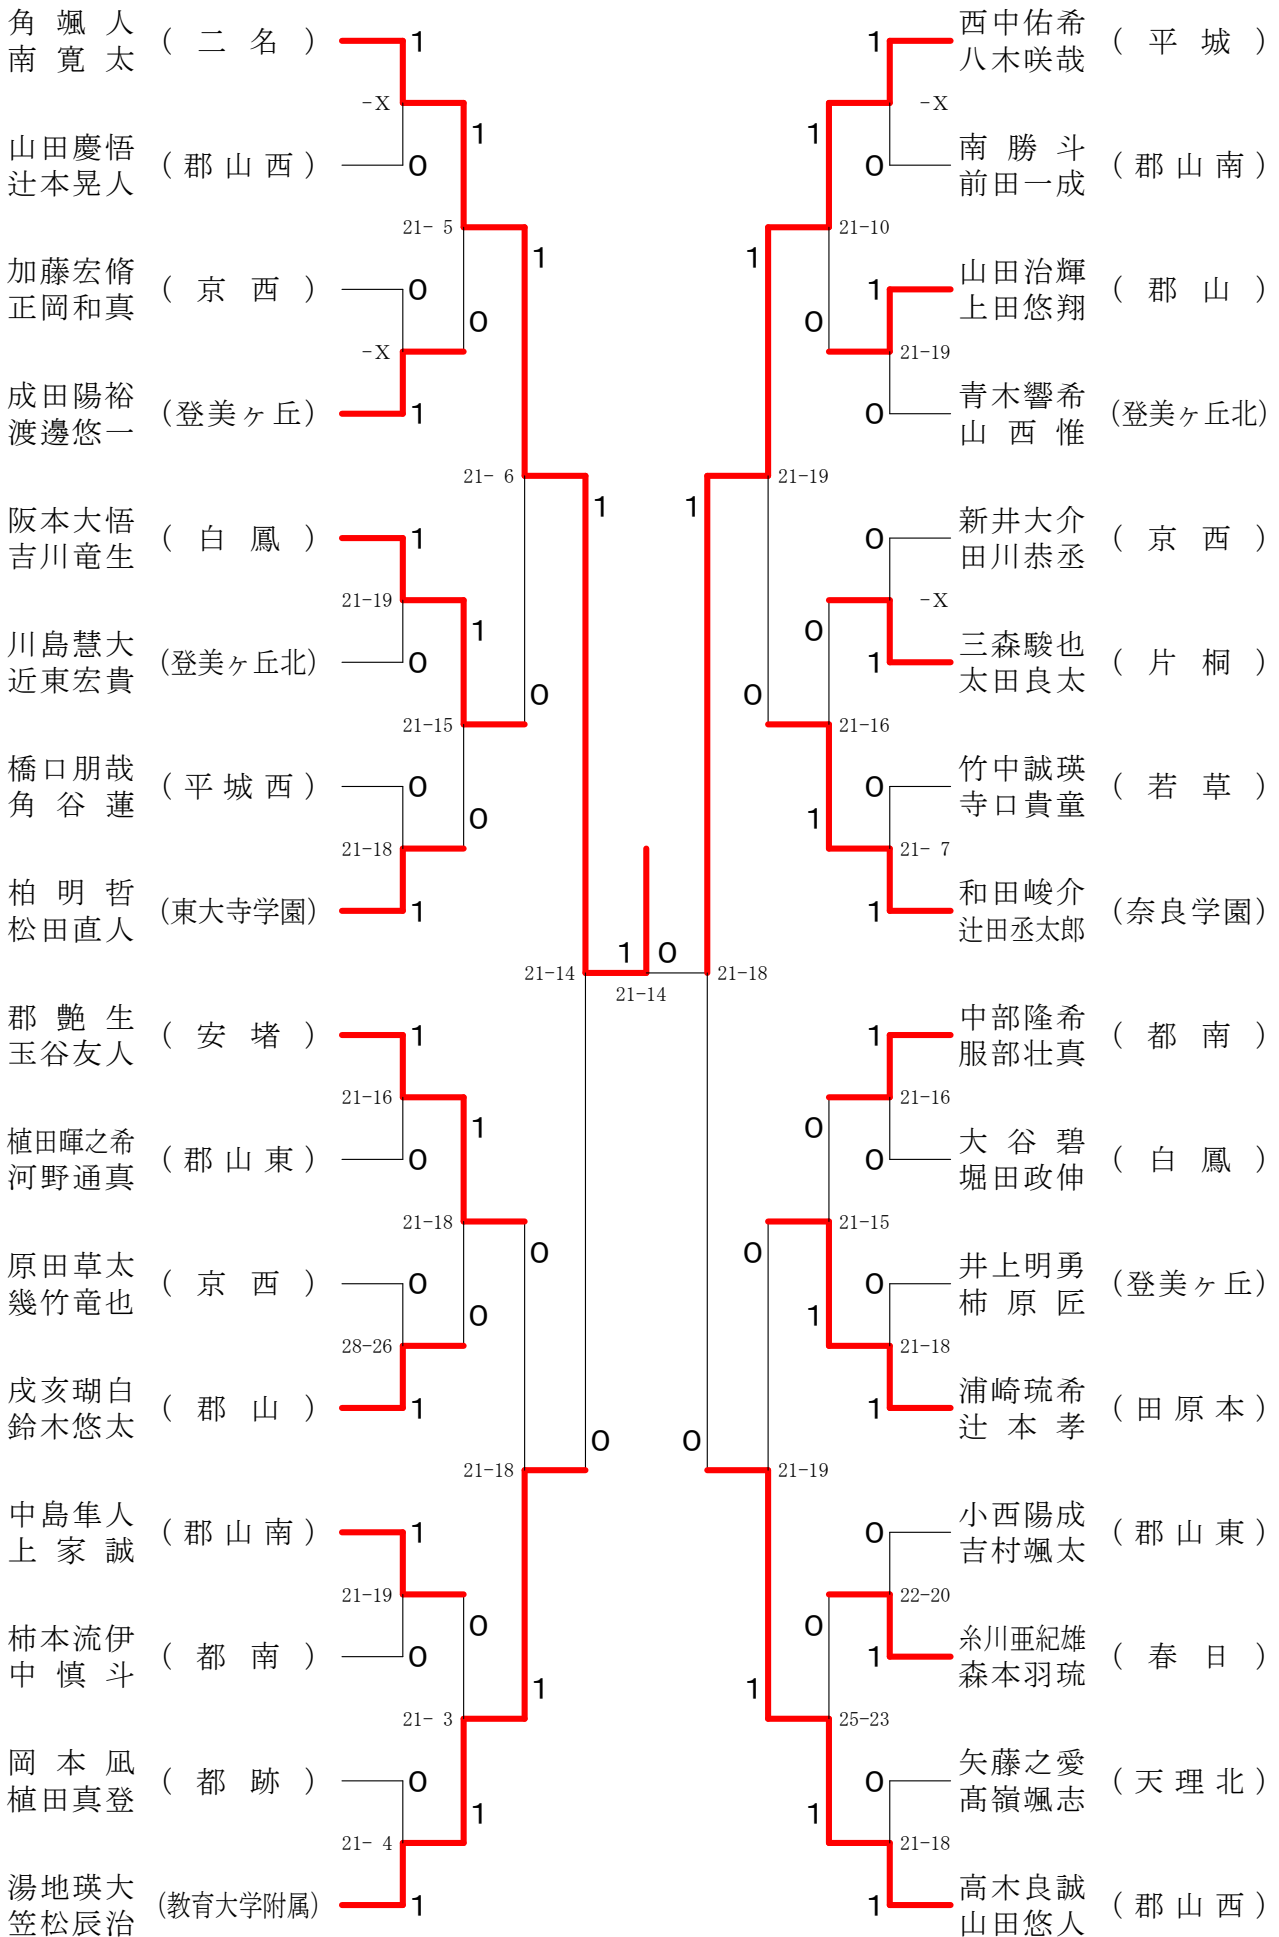 角 颯 人
南 寛 太
( 二 名 )
1
-X
山田慶悟
辻本晃人
( 郡 山 西 )
0
1
21- 5
加藤宏脩
正岡和真
( 京 西 )
0
-X
0
成田陽裕
渡邊悠一
(登美ヶ丘)
1
1
21- 6
阪本大悟
吉川竜生
( 白 鳳 )
1
21-19
川島慧大
近東宏貴
(登美ヶ丘北)
0
1
21-15
0
橋口朋哉
角 谷 蓮
( 平 城 西 )
0
21-18
0
柏 明 哲
松田直人
(東大寺学園)
1
1
21-14
郡 艶 生
玉谷友人
( 安 堵 )
1
21-16
植田暉之希
河野通真
( 郡 山 東 )
0
1
21-18
原田草太
幾竹竜也
( 京 西 )
0
28-26
0
0
戌亥瑚白
鈴木悠太
( 郡 山 )
1
21-18
0
中島隼人
上 家 誠
( 郡 山 南 )
1
21-19
柿本流伊
中 慎 斗
( 都 南 )
0
0
21- 3
1
岡 本 凪
植田真登
( 都 跡 )
0
21- 4
1
湯地瑛大
笠松辰治
(教育大学附属)
1
1 0
21-14
西中佑希
八木咲哉
( 平 城 )
1
-X
南 勝 斗
前田一成
( 郡 山 南 )
0
1
21-10
山田治輝
上田悠翔
( 郡 山 )
1
21-19
0
青木響希
山 西 惟
(登美ヶ丘北)
0
1
21-19
新井大介
田川恭丞
( 京 西 )
0
-X
三森駿也
太田良太
( 片 桐 )
1
0
21-16
0
竹中誠瑛
寺口貴童
( 若 草 )
0
21- 7
1
和田峻介
辻田丞太郎
(奈良学園)
1
1
21-18
中部隆希
服部壮真
( 都 南 )
1
21-16
大 谷 碧
堀田政伸
( 白 鳳 )
0
0
21-15
井上明勇
柿 原 匠
(登美ヶ丘)
0
21-18
1
0
浦崎琉希
辻 本 孝
( 田 原 本 )
1
21-19
0
小西陽成
吉村颯太
( 郡 山 東 )
0
22-20
糸川亜紀雄
森本羽琉
( 春 日 )
1
0
25-23
1
矢藤之愛
髙嶺颯志
( 天 理 北 )
0
21-18
1
高木良誠
山田悠人
( 郡 山 西 )
1